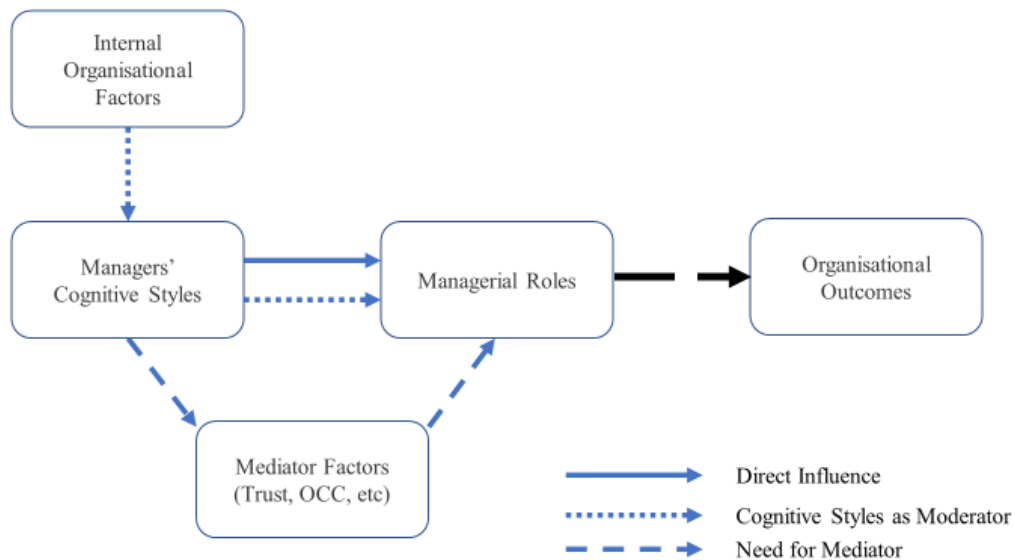 Internal
Organisational
Factors
Managers'
Cognitive Styles
Managerial Roles
Organisational
Outcomes
Mediator Factors
(Trust, OCC, etc)
Direct Influence
Cognitive Styles as Moderator
Need for Mediator